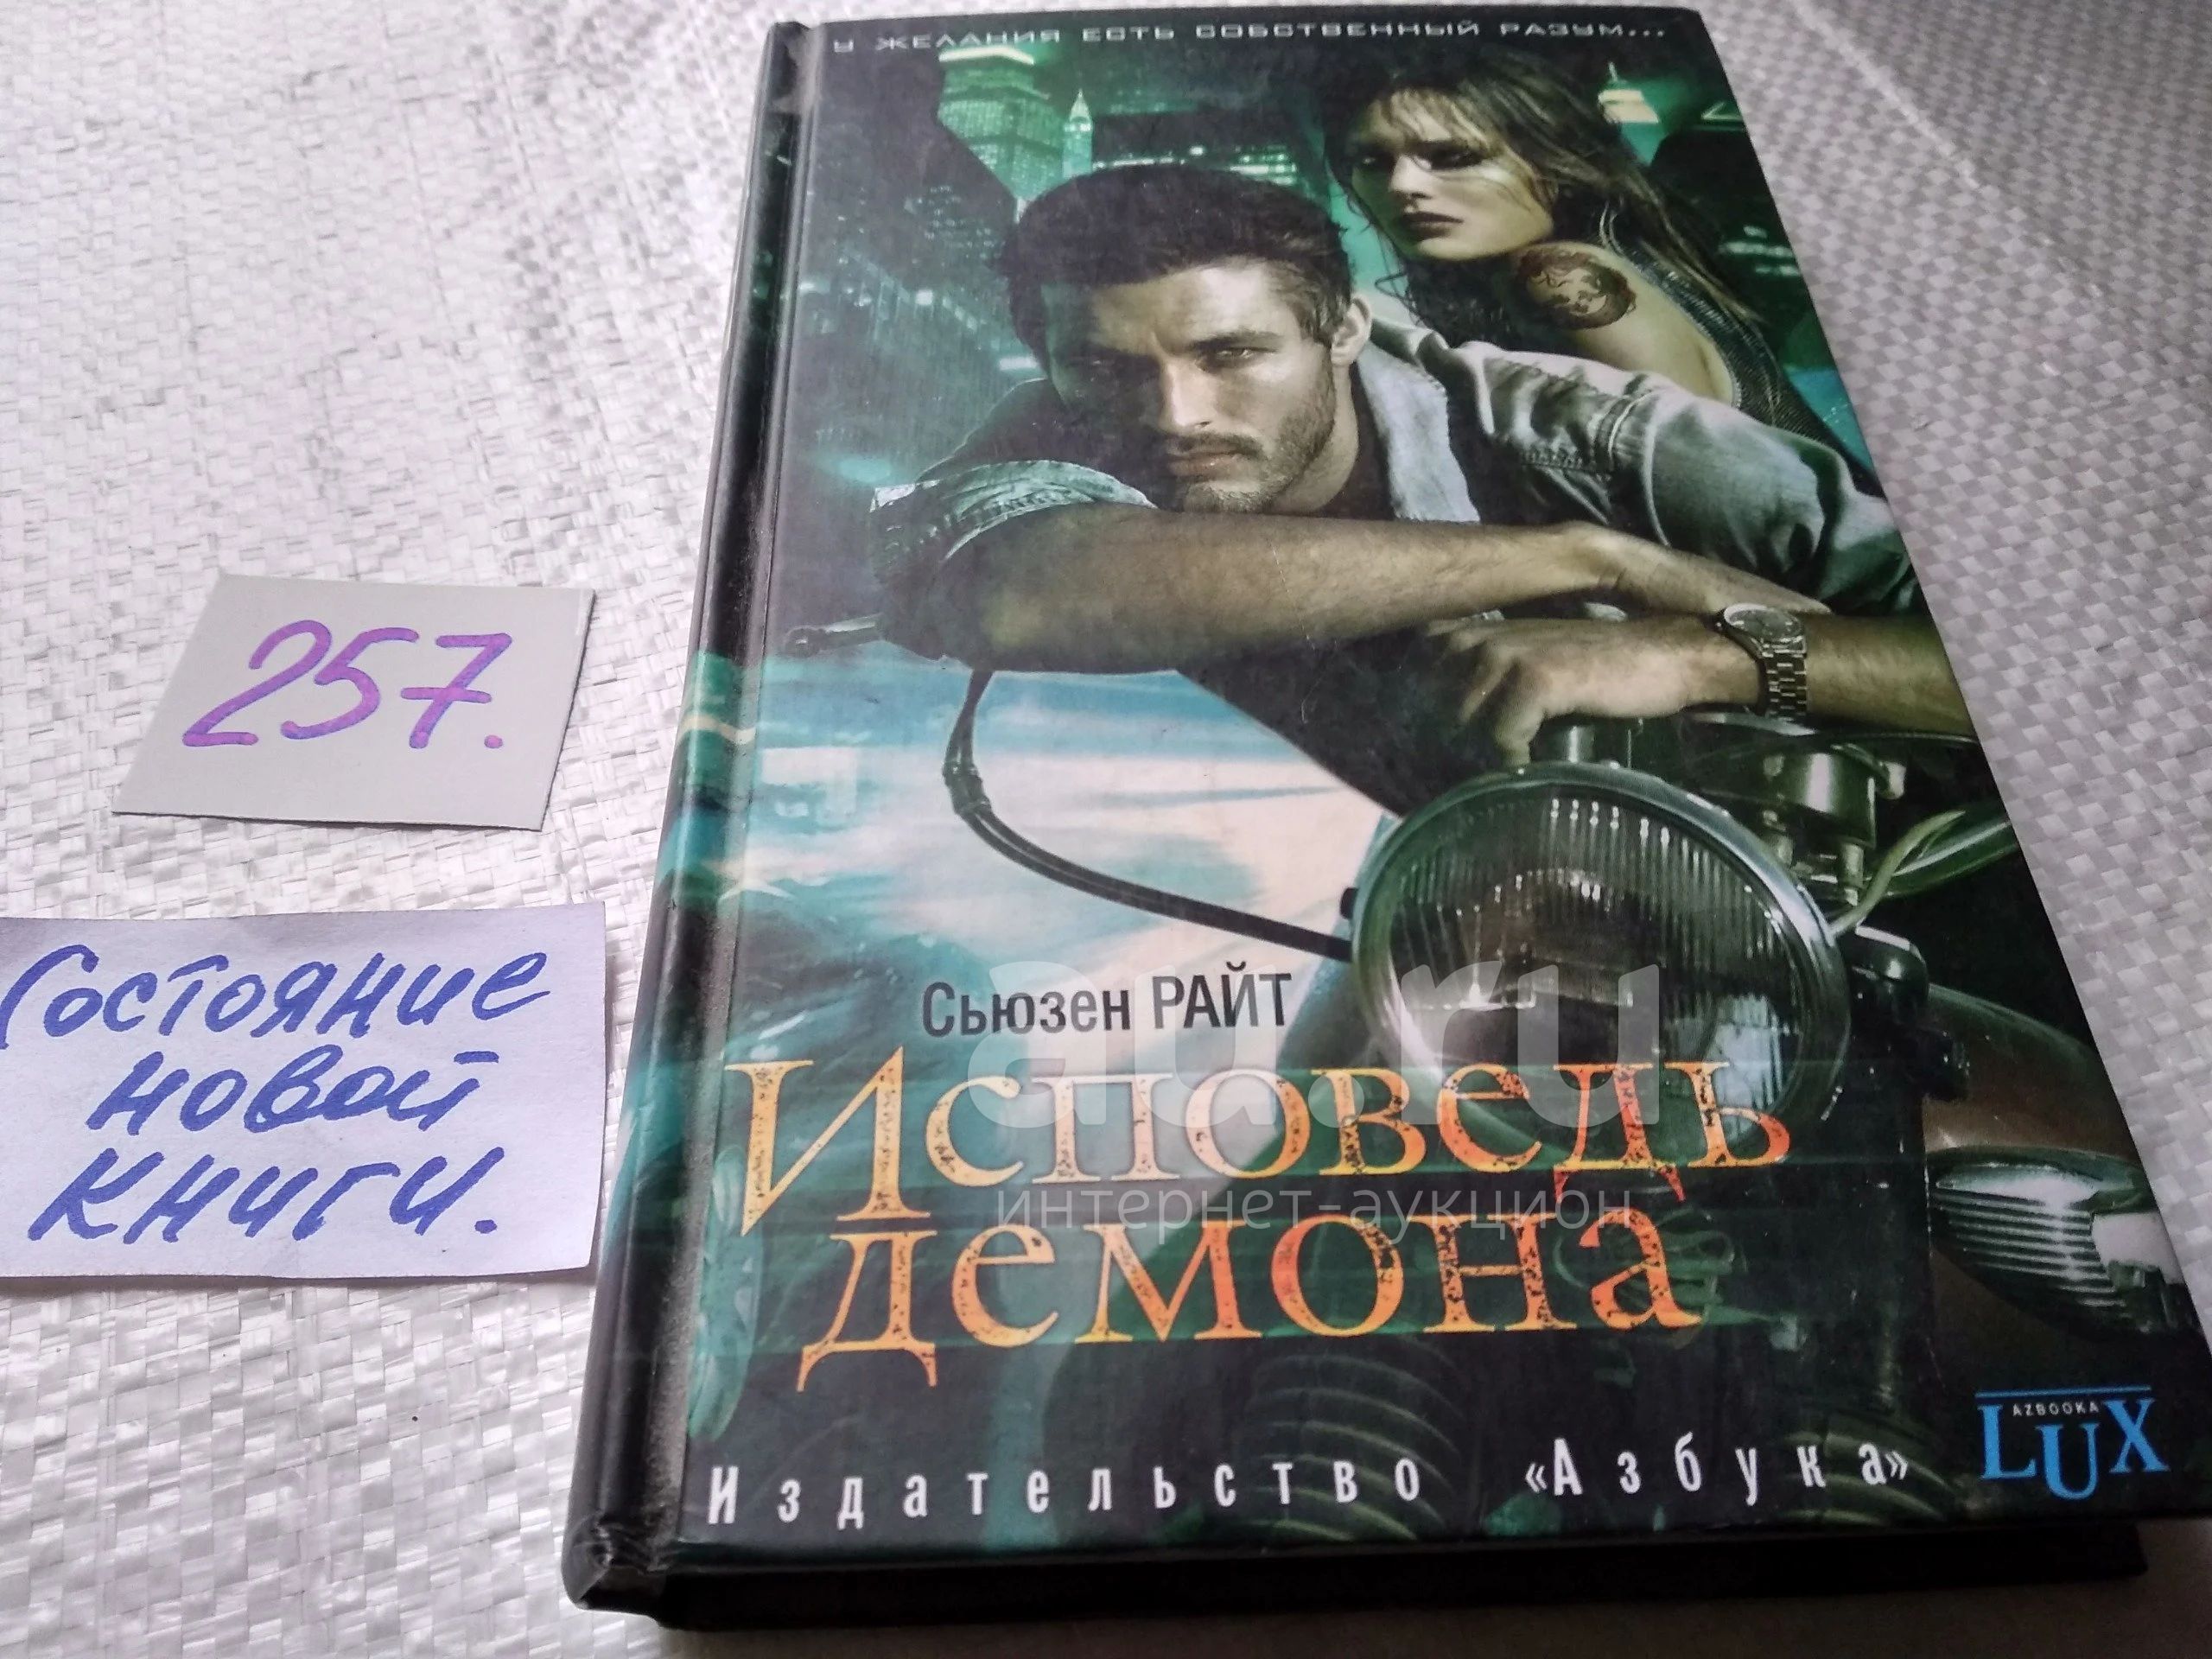 У ЖЕЛАНИЯ ЕСТЬ СОБСТВЕННЫЙ РАЗУМ...
257.
Состояние
новой
книги.
Сьюзен РАЙТ
au.ru
Исповедь
интернет-аукцион
демона
AZBOOKA
LUX
Издательство «Азбука»